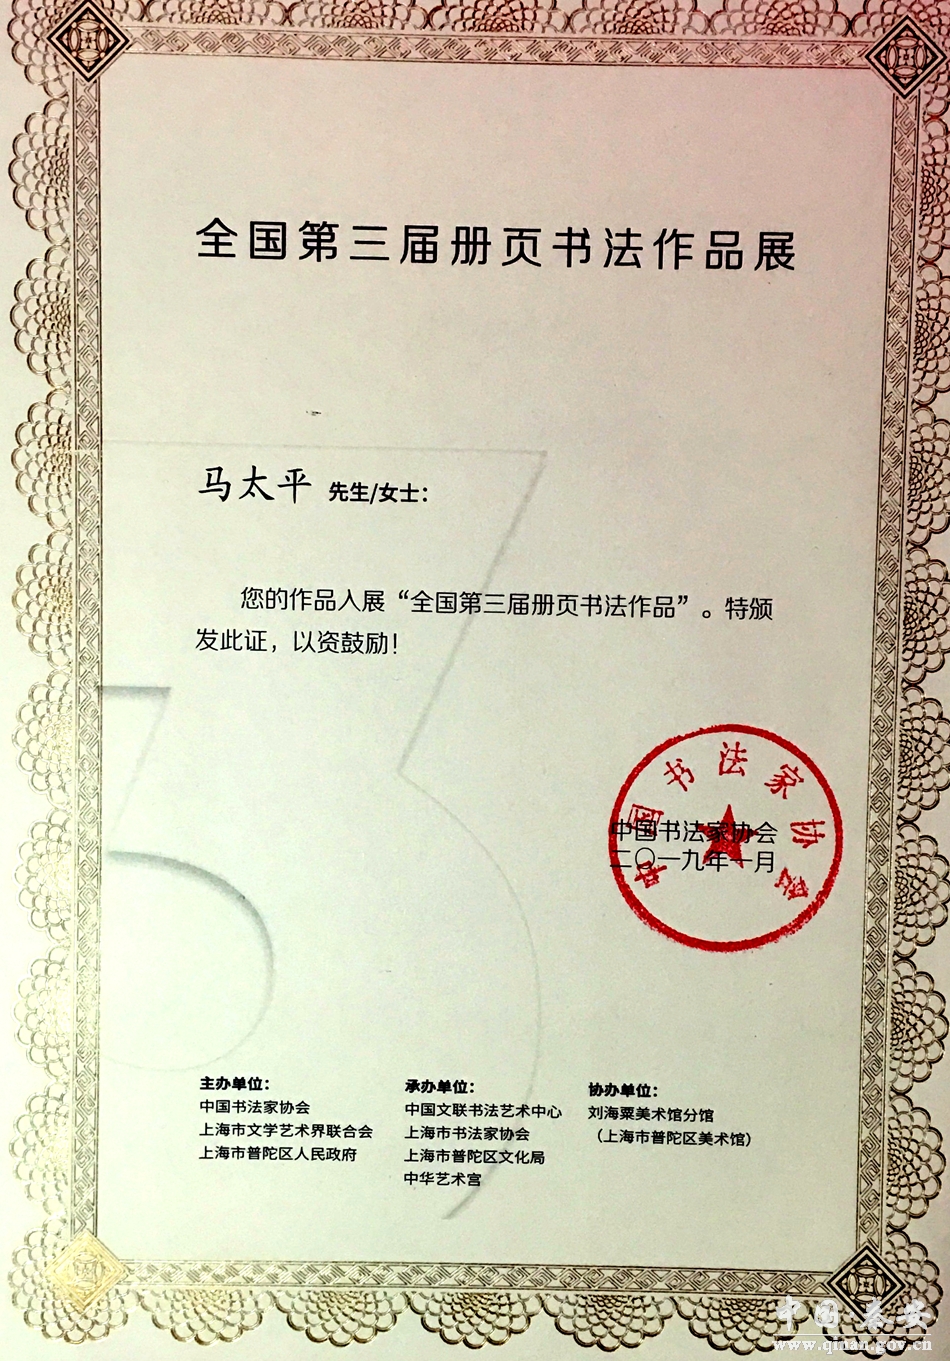 全国第三届册页书法作品展
马太平 先生/女士：
您的作品入展“全国第三届册页书法作品”。特颁
发此证，以资鼓励！
中国书法家协会
中国书法家协会
二〇一九年一月
主办单位：
中国书法家协会
上海市文学艺术界联合会
上海市普陀区人民政府
承办单位：
中国文联书法艺术中心
上海市书法家协会
上海市普陀区文化局
中华艺术宫
协办单位：
刘海粟美术馆分馆
（上海市普陀区美术馆）
中国·秦安
www.qinan.gov.cn